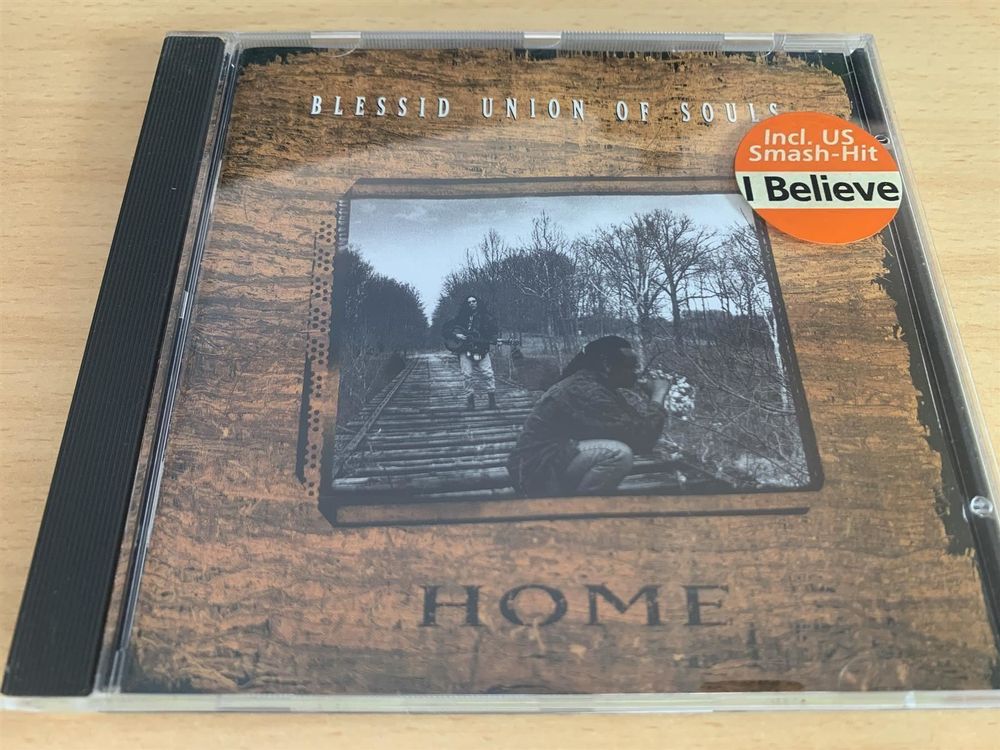 BLESSID UNION OF SOULS
Incl. US
Smash-Hit
I Believe
HOME